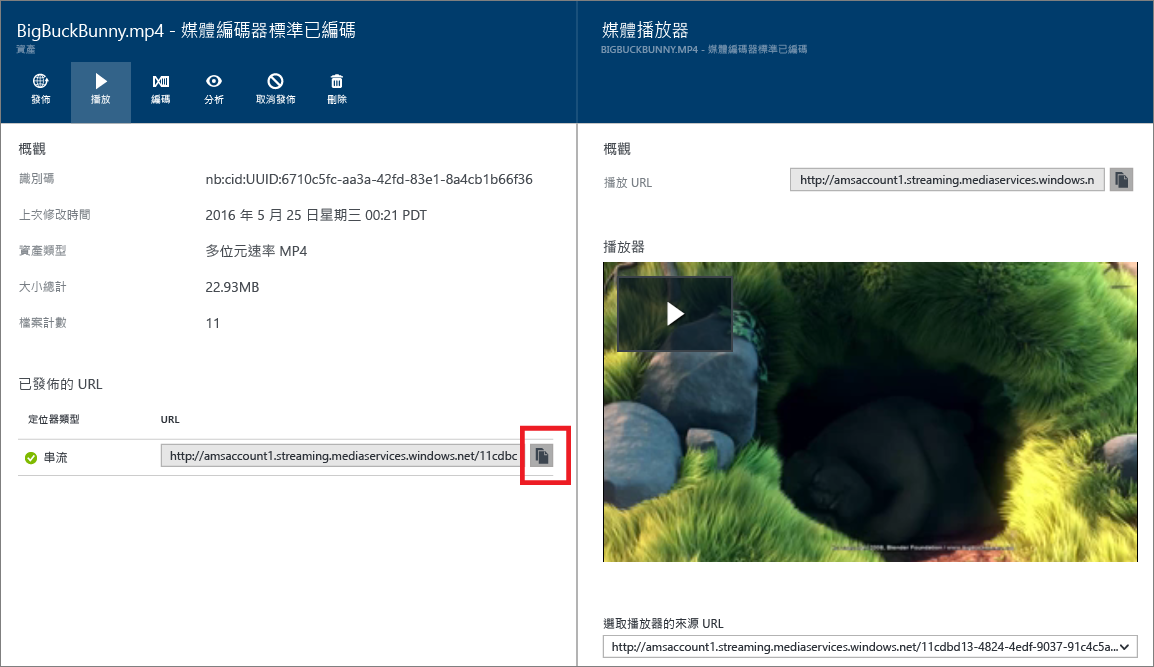 BigBuckBunny.mp4 - 媒體編碼器標準已編碼
資產
發佈
播放
編碼
分析
取消發佈
刪除
概觀
識別碼 nb:cid:UUID:6710c5fc-aa3a-42fd-83e1-8a4cb1b66f36
上次修改時間 2016 年 5 月 25 日星期三 00:21 PDT
資產類型 多位元速率 MP4
大小總計 22.93MB
檔案計數 11
已發佈的 URL
定位器類型 URL
串流 http://amsaccount1.streaming.mediaservices.windows.net/11cdbc
媒體播放器
BIGBUCKBUNNY.MP4 - 媒體編碼器標準已編碼
概觀
播放 URL http://amsaccount1.streaming.mediaservices.windows.n
播放器
2008, Blender Foundation / www.
選取播放器的來源 URL
http://amsaccount1.streaming.mediaservices.windows.net/11cdbd13-4824-4edf-9037-91c4c5a...